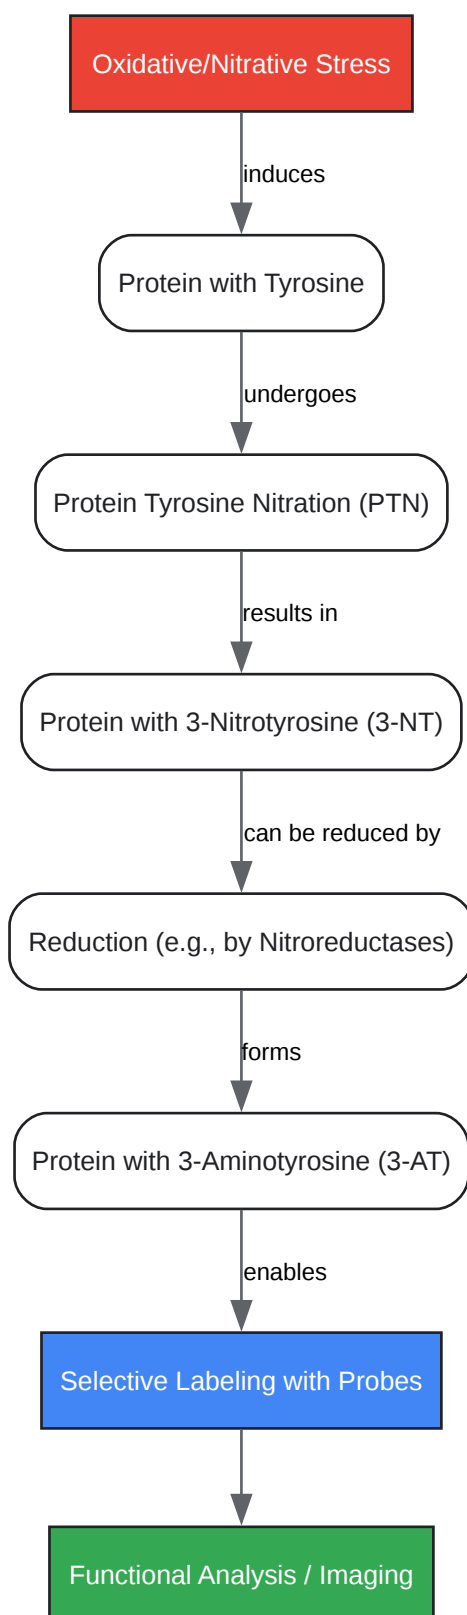 Oxidative/Nitrative Stress
induces
Protein with Tyrosine
undergoes
Protein Tyrosine Nitration (PTN)
results in
Protein with 3-Nitrotyrosine (3-NT)
can be reduced by
Reduction (e.g., by Nitroreductases)
forms
Protein with 3-Aminotyrosine (3-AT)
enables
Selective Labeling with Probes
Functional Analysis / Imaging